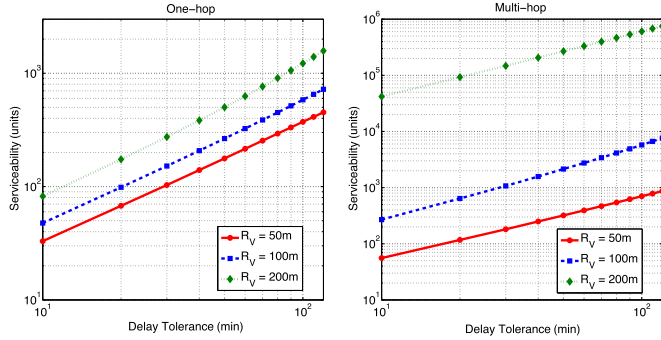 One-hop
Serviceability (units)
10^3
10^2
10^1
10^1
10^2
Delay Tolerance (min)
R_V = 50m
R_V = 100m
R_V = 200m
Multi-hop
Serviceability (units)
10^6
10^5
10^4
10^3
10^2
10^1
10^1
10^2
Delay Tolerance (min)
R_V = 50m
R_V = 100m
R_V = 200m